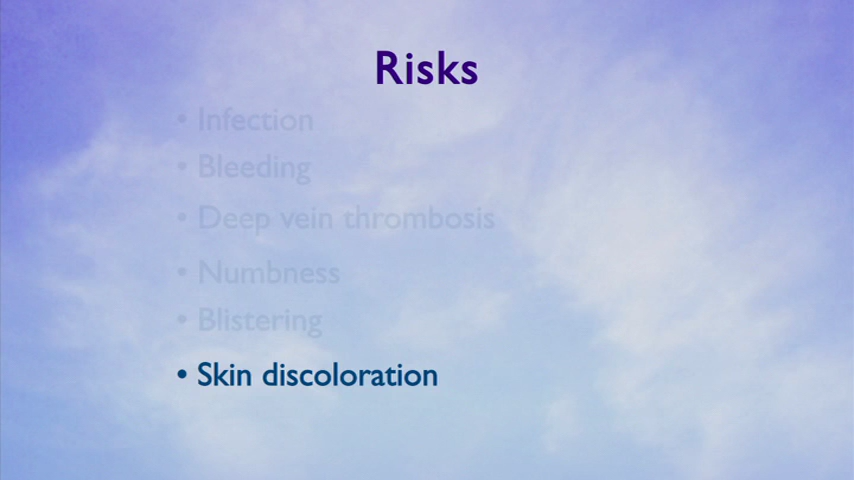 Risks
• Infection
• Bleeding
• Deep vein thrombosis
• Numbness
• Blistering
• Skin discoloration